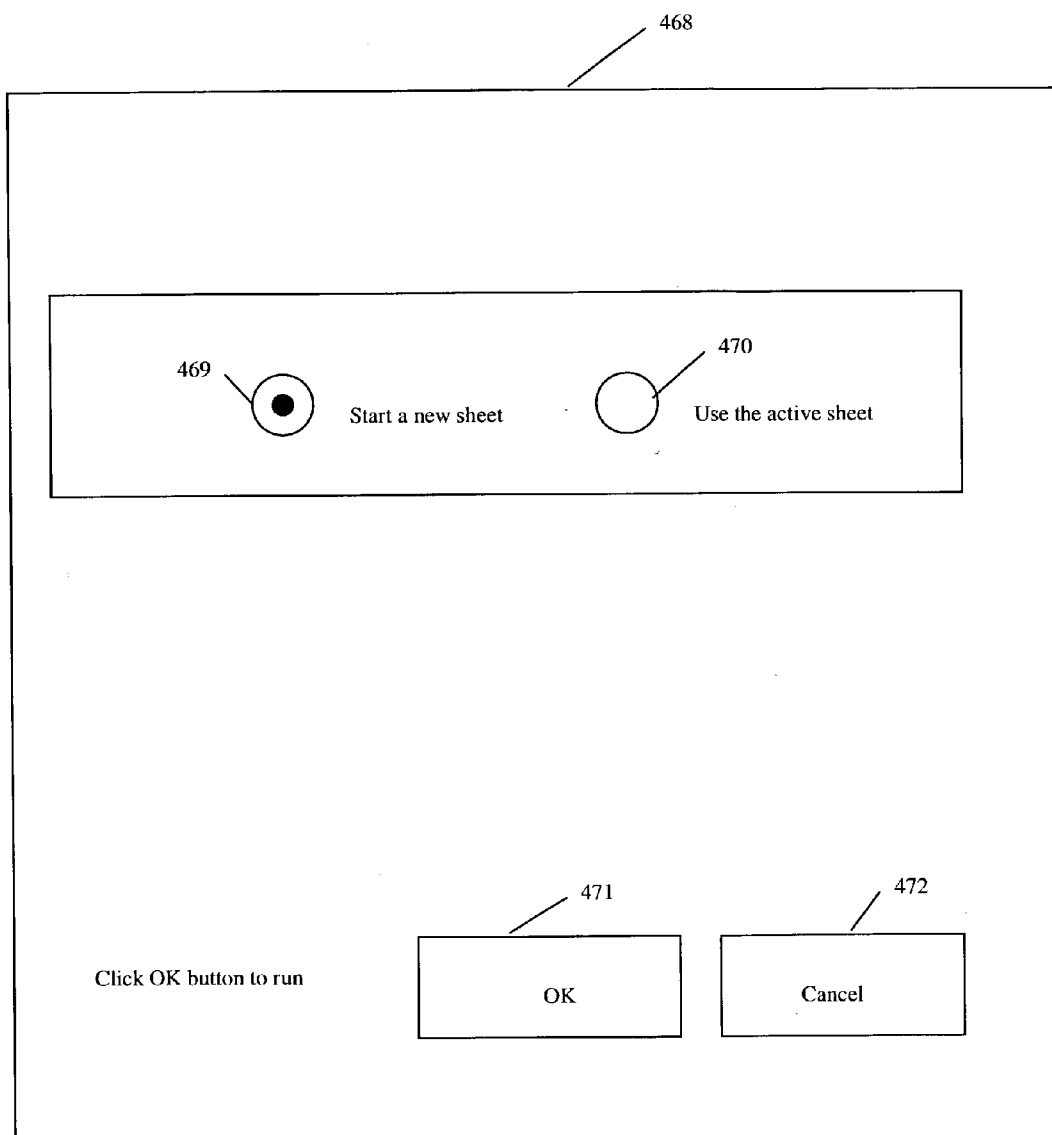 468
469
470
Start a new sheet
Use the active sheet
471
472
Click OK button to run
OK
Cancel